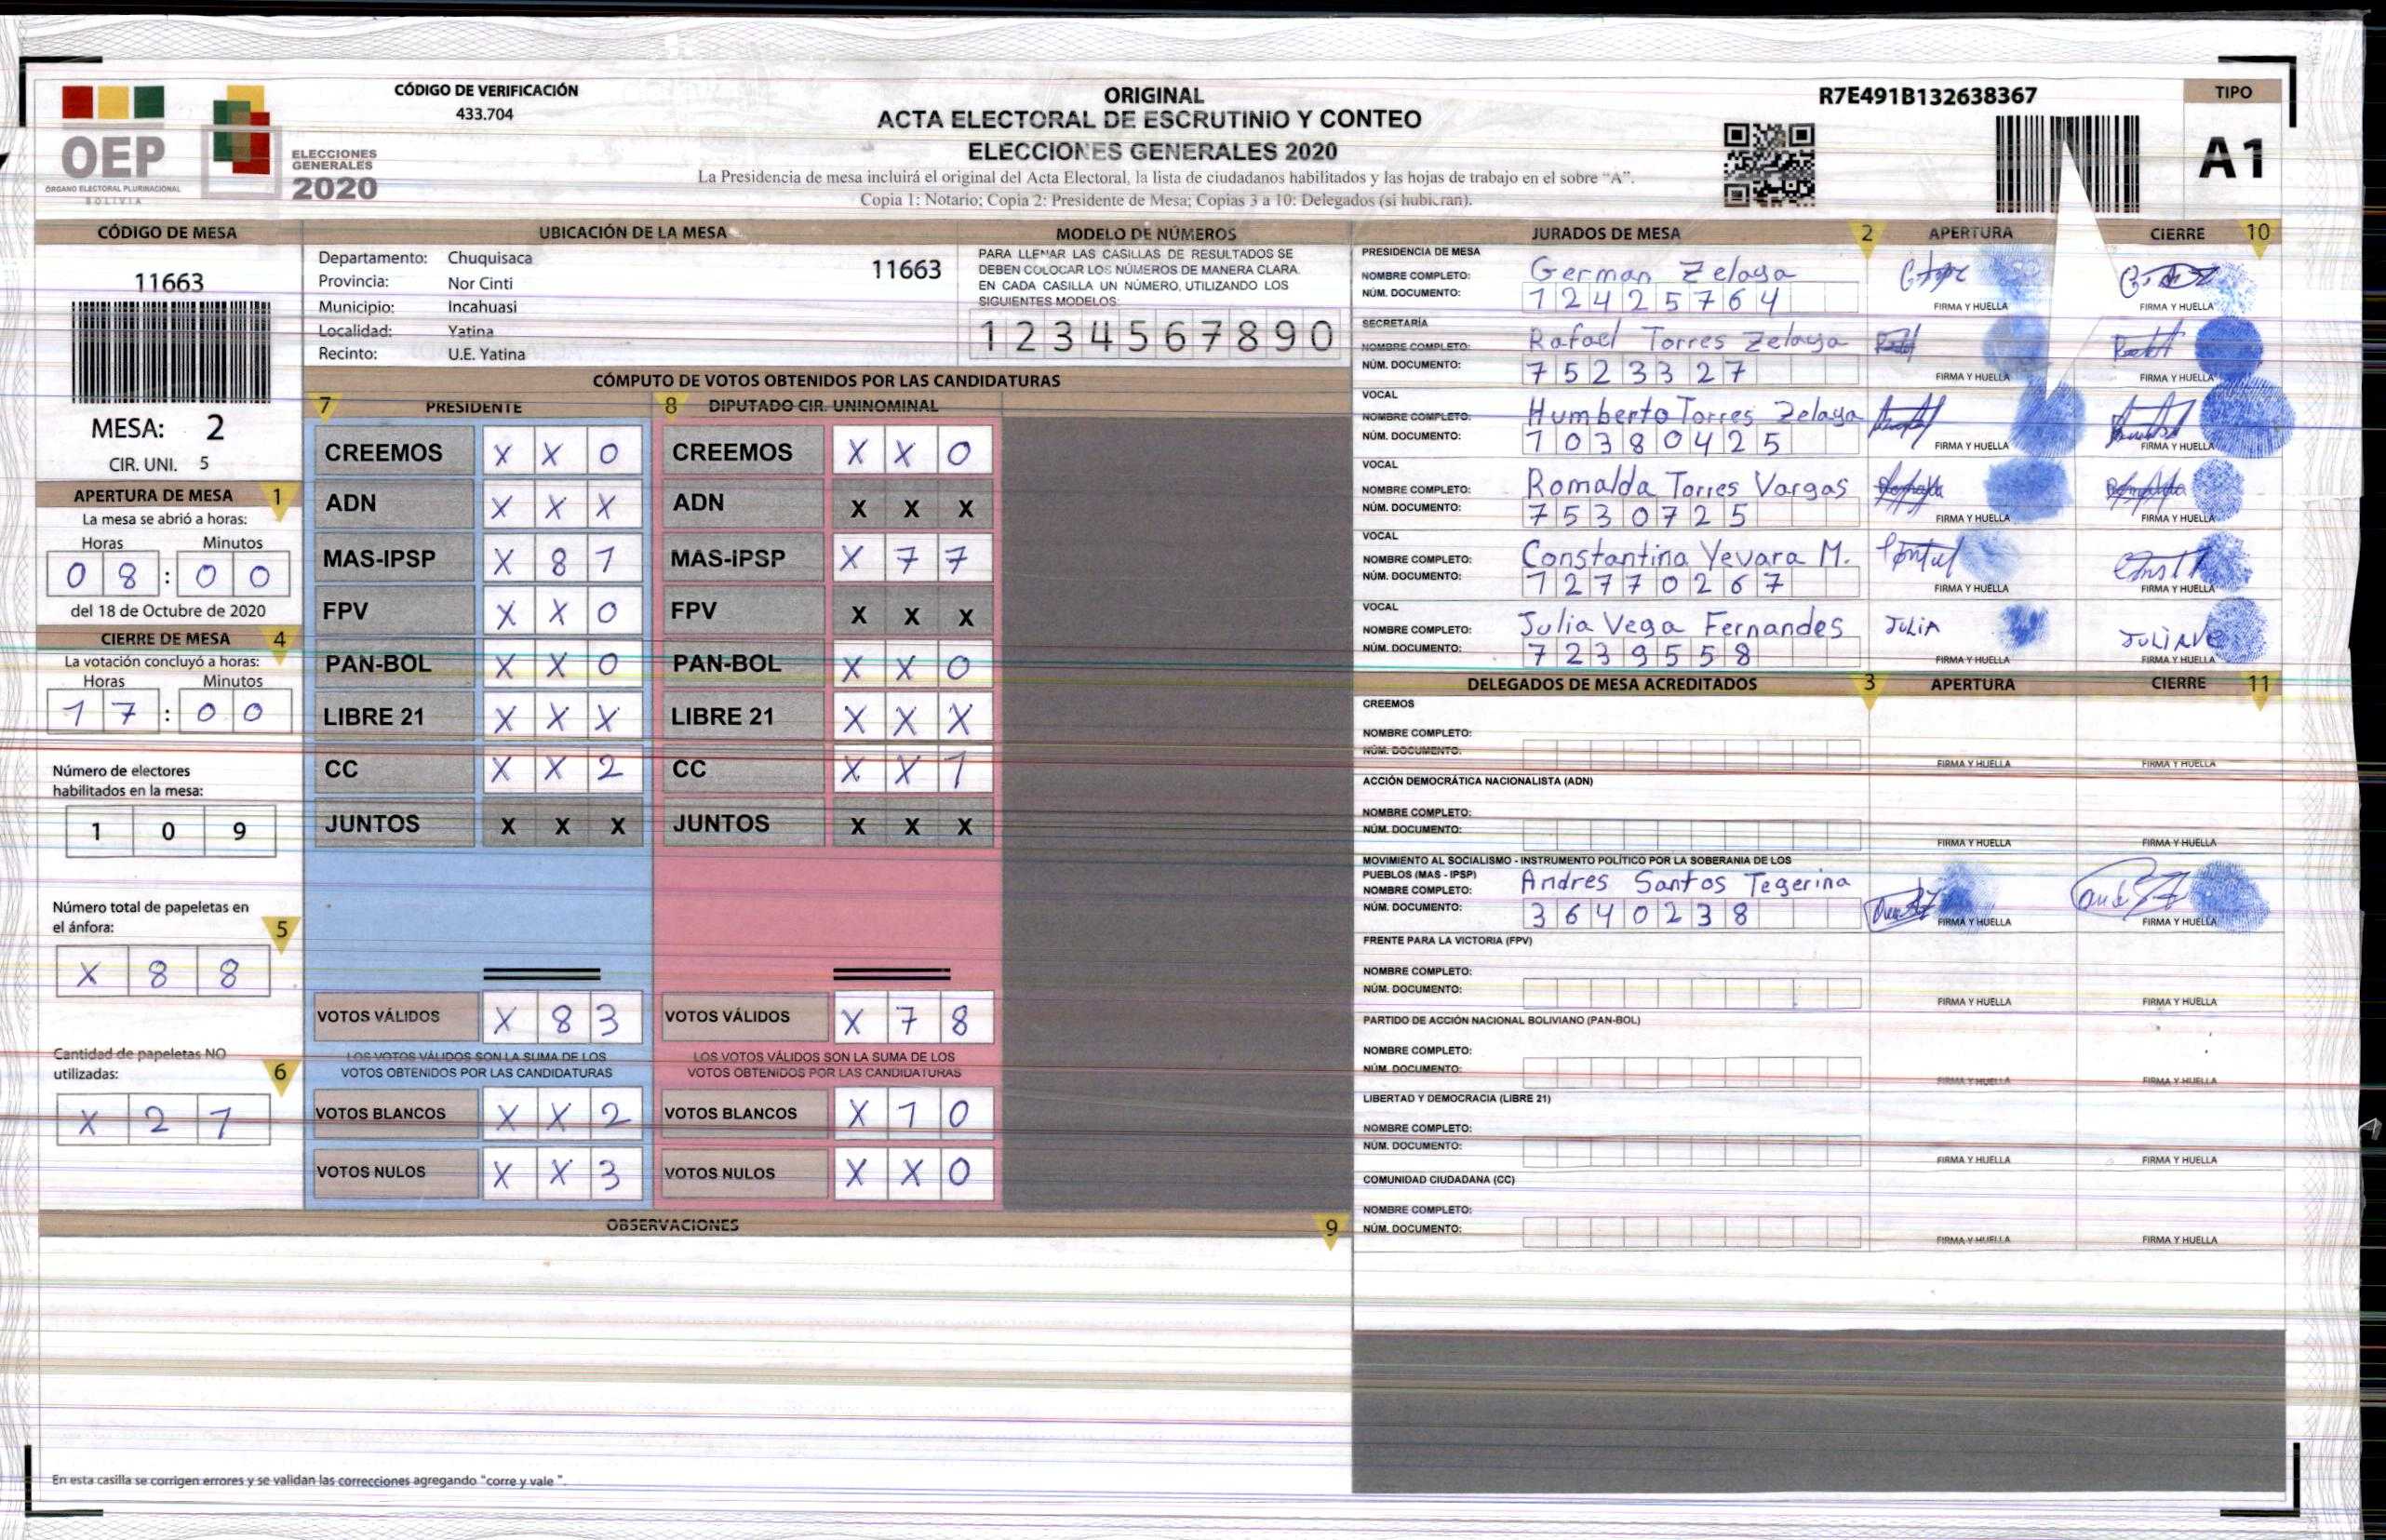 OEP
ÓRGANO ELECTORAL PLURINACIONAL
BOLIVIA
ELECCIONES
GENERALES
2020
CÓDIGO DE VERIFICACIÓN
433.704
ORIGINAL
ACTA ELECTORAL DE ESCRUTINIO Y CONTEO
ELECCIONES GENERALES 2020
La Presidencia de mesa incluirá el original del Acta Electoral, la lista de ciudadanos habilitados y las hojas de trabajo en el sobre "A".
Copia 1: Notario; Copia 2: Presidente de Mesa; Copias 3 a 10: Delegados (si hubieran).
R7E491B132638367
TIPO
A1
CÓDIGO DE MESA
11663
MESA: 2
CIR. UNI. 5
APERTURA DE MESA 1
La mesa se abrió a horas:
Horas Minutos
0 8 : 0 0
del 18 de Octubre de 2020
CIERRE DE MESA 4
La votación concluyó a horas:
Horas Minutos
1 7 : 0 0
Número de electores
habilitados en la mesa:
1 0 9
Número total de papeletas en
el ánfora: 5
X 8 8
Cantidad de papeletas NO
utilizadas: 6
X 2 1
UBICACIÓN DE LA MESA
Departamento: Chuquisaca
Provincia: Nor Cinti
Municipio: Incahuasi
Localidad: Yatina
Recinto: U.E. Yatina
11663
MODELO DE NÚMEROS
PARA LLENAR LAS CASILLAS DE RESULTADOS SE
DEBEN COLOCAR LOS NÚMEROS DE MANERA CLARA.
EN CADA CASILLA UN NÚMERO, UTILIZANDO LOS
SIGUIENTES MODELOS:
1 2 3 4 5 6 7 8 9 0
CÓMPUTO DE VOTOS OBTENIDOS POR LAS CANDIDATURAS
7 PRESIDENTE
CREEMOS X X 0
ADN X X X
MAS-IPSP X 8 1
FPV X X 0
PAN-BOL X X 0
LIBRE 21 X X X
CC X X 2
JUNTOS X X X
VOTOS VÁLIDOS X 8 3
LOS VOTOS VÁLIDOS SON LA SUMA DE LOS
VOTOS OBTENIDOS POR LAS CANDIDATURAS
VOTOS BLANCOS X X 2
VOTOS NULOS X X 3
8 DIPUTADO CIR. UNINOMINAL
CREEMOS X X 0
ADN X X X
MAS-IPSP X 7 7
FPV X X X
PAN-BOL X X 0
LIBRE 21 X X X
CC X X 1
JUNTOS X X X
VOTOS VÁLIDOS X 7 8
LOS VOTOS VÁLIDOS SON LA SUMA DE LOS
VOTOS OBTENIDOS POR LAS CANDIDATURAS
VOTOS BLANCOS X 1 0
VOTOS NULOS X X 0
OBSERVACIONES 9
En esta casilla se corrigen errores y se validan las correcciones agregando "corre y vale ".
JURADOS DE MESA 2 APERTURA CIERRE 10
PRESIDENCIA DE MESA
NOMBRE COMPLETO: German Zelaya
NÚM. DOCUMENTO: 12425764
FIRMA Y HUELLA FIRMA Y HUELLA
SECRETARÍA
NOMBRE COMPLETO: Rafael Torres Zelaya
NÚM. DOCUMENTO: 7523327
FIRMA Y HUELLA FIRMA Y HUELLA
VOCAL
NOMBRE COMPLETO: Humberto Torres Zelaya
NÚM. DOCUMENTO: 10380425
FIRMA Y HUELLA FIRMA Y HUELLA
VOCAL
NOMBRE COMPLETO: Romalda Torres Vargas
NÚM. DOCUMENTO: 7530725
FIRMA Y HUELLA FIRMA Y HUELLA
VOCAL
NOMBRE COMPLETO: Constantina Yevara M.
NÚM. DOCUMENTO: 12770267
FIRMA Y HUELLA FIRMA Y HUELLA
VOCAL
NOMBRE COMPLETO: Julia Vega Fernandes JULIA
NÚM. DOCUMENTO: 7239558
FIRMA Y HUELLA FIRMA Y HUELLA
DELEGADOS DE MESA ACREDITADOS 3 APERTURA CIERRE 11
CREEMOS
NOMBRE COMPLETO:
NÚM. DOCUMENTO:
FIRMA Y HUELLA FIRMA Y HUELLA
ACCIÓN DEMOCRÁTICA NACIONALISTA (ADN)
NOMBRE COMPLETO:
NÚM. DOCUMENTO:
FIRMA Y HUELLA FIRMA Y HUELLA
MOVIMIENTO AL SOCIALISMO - INSTRUMENTO POLÍTICO POR LA SOBERANIA DE LOS
PUEBLOS (MAS - IPSP)
NOMBRE COMPLETO: Andres Santos Tegerina
NÚM. DOCUMENTO: 3640238
FIRMA Y HUELLA FIRMA Y HUELLA
FRENTE PARA LA VICTORIA (FPV)
NOMBRE COMPLETO:
NÚM. DOCUMENTO:
FIRMA Y HUELLA FIRMA Y HUELLA
PARTIDO DE ACCIÓN NACIONAL BOLIVIANO (PAN-BOL)
NOMBRE COMPLETO:
NÚM. DOCUMENTO:
FIRMA Y HUELLA FIRMA Y HUELLA
LIBERTAD Y DEMOCRACIA (LIBRE 21)
NOMBRE COMPLETO:
NÚM. DOCUMENTO:
FIRMA Y HUELLA FIRMA Y HUELLA
COMUNIDAD CIUDADANA (CC)
NOMBRE COMPLETO:
NÚM. DOCUMENTO:
FIRMA Y HUELLA FIRMA Y HUELLA